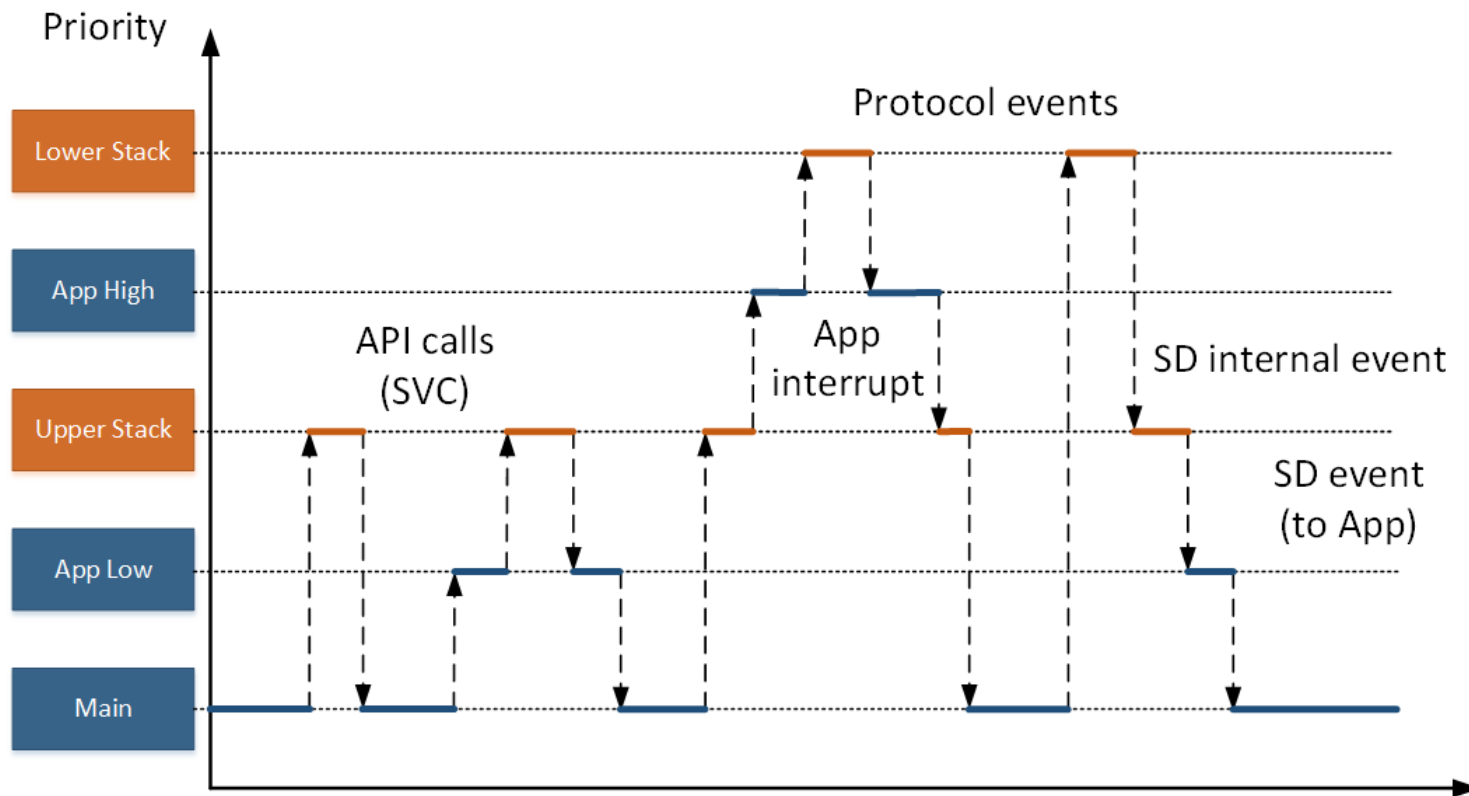 Priority
Protocol events
Lower Stack
App High
API calls
(SVC)
App
interrupt
SD internal event
Upper Stack
SD event
(to App)
App Low
Main